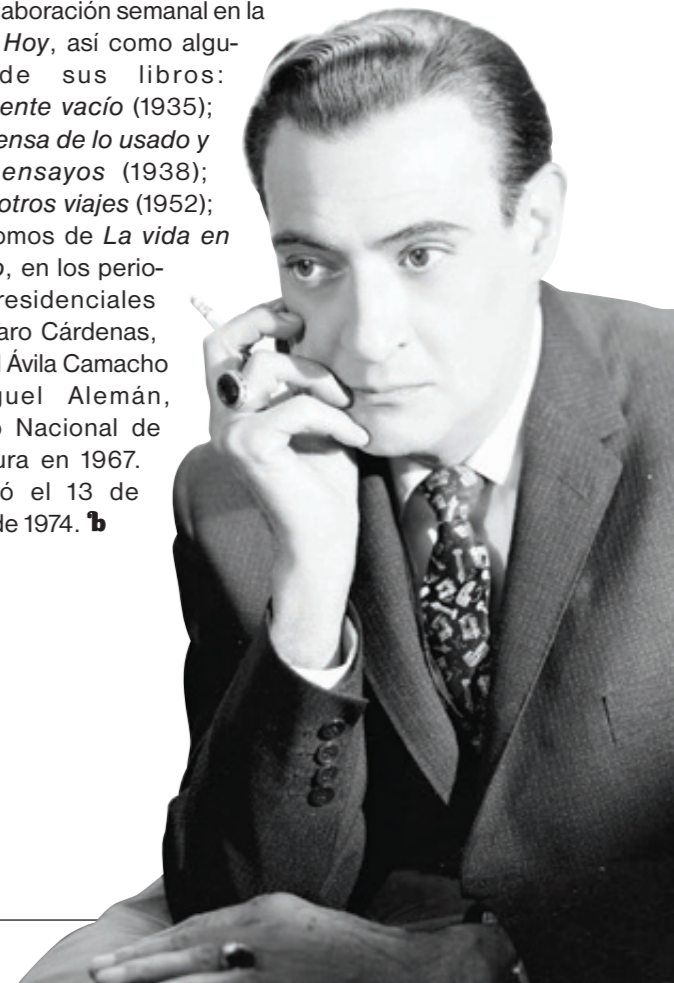 aboración semanal en la
Hoy, así como algu-
de sus libros:
ente vacío (1935);
ensa de lo usado y
ensayos (1938);
otros viajes (1952);
omos de La vida en
o, en los perio-
residenciales
aro Cárdenas,
l Ávila Camacho
guel Alemán,
o Nacional de
ura en 1967.
ó el 13 de
de 1974. b